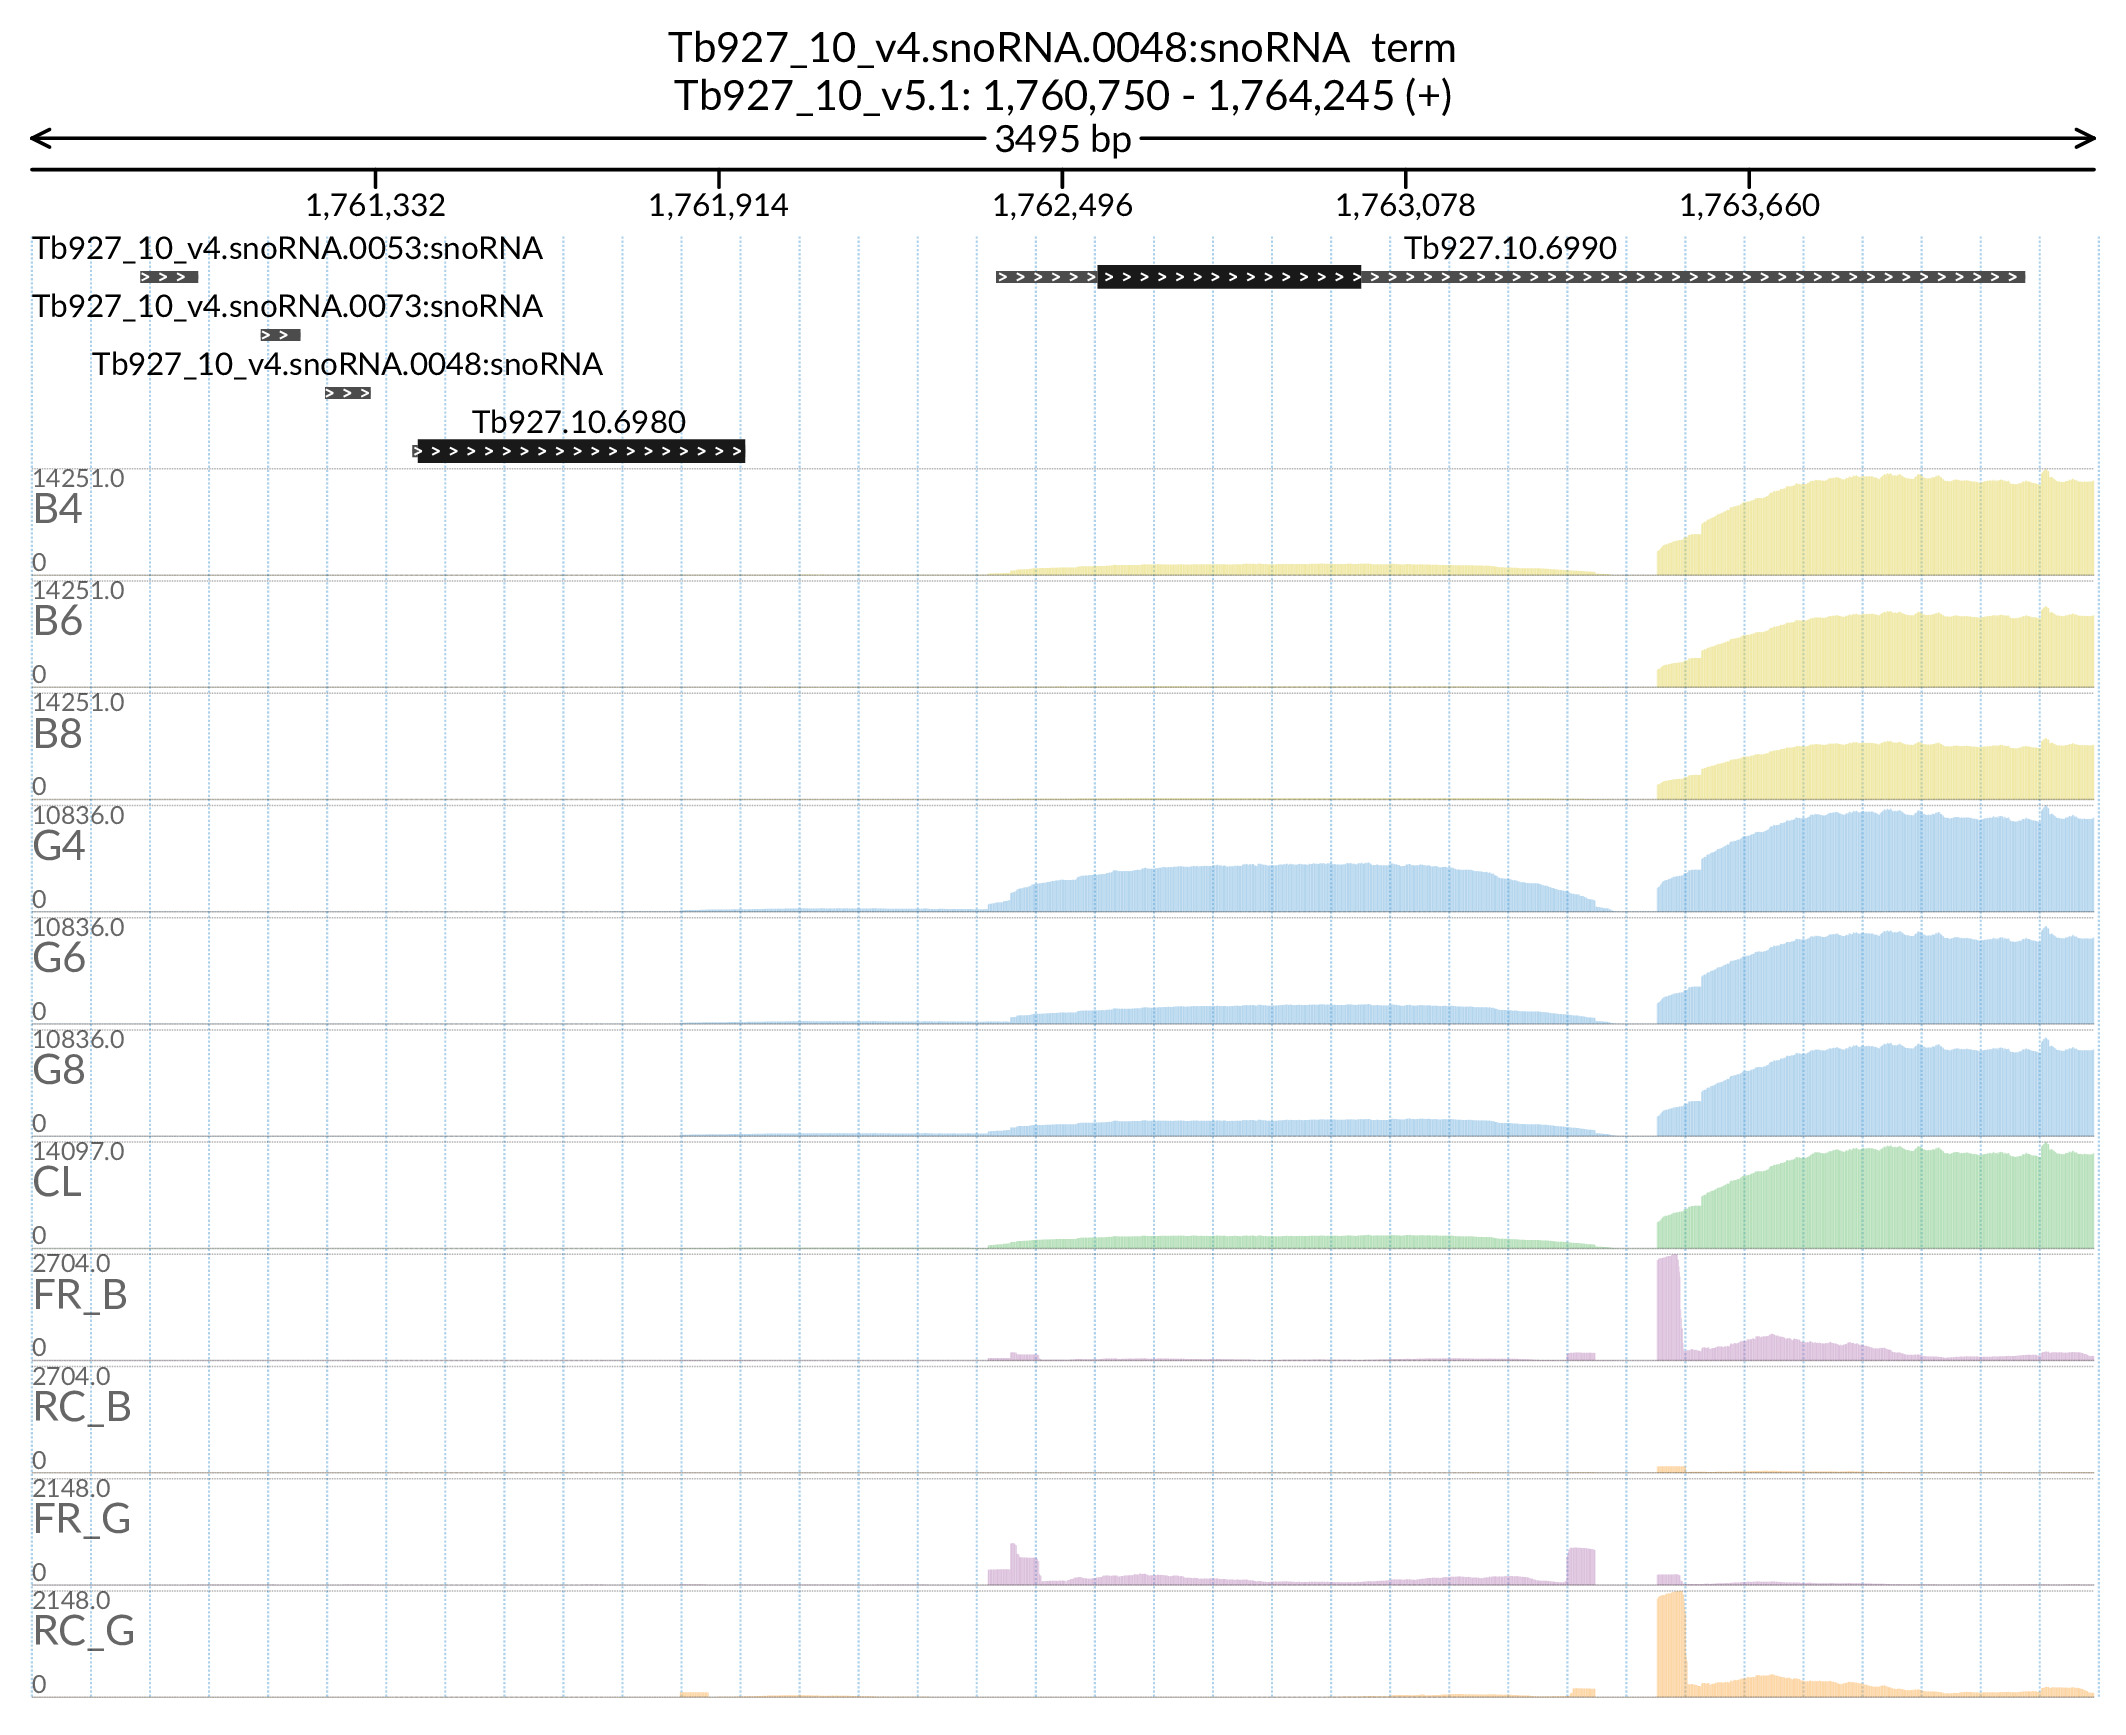 Tb927_10_v4.snoRNA.0048:snoRNA term
Tb927_10_v5.1: 1,760,750 - 1,764,245 (+)
3495 bp
1,761,332 1,761,914 1,762,496 1,763,078 1,763,660
Tb927_10_v4.snoRNA.0053:snoRNA Tb927.10.6990
Tb927_10_v4.snoRNA.0073:snoRNA
Tb927_10_v4.snoRNA.0048:snoRNA
Tb927.10.6980
14251.0
B4
0
14251.0
B6
0
14251.0
B8
0
10836.0
G4
0
10836.0
G6
0
10836.0
G8
0
14097.0
CL
0
2704.0
FR_B
0
2704.0
RC_B
0
2148.0
FR_G
0
2148.0
RC_G
0